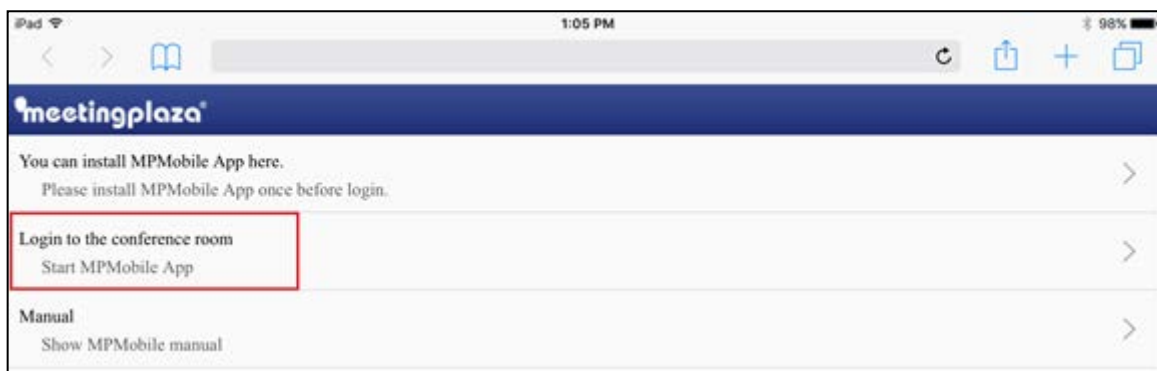 iPad 1:05 PM 98%
meetingplaza®
You can install MPMobile App here.
Please install MPMobile App once before login.
Login to the conference room
Start MPMobile App
Manual
Show MPMobile manual